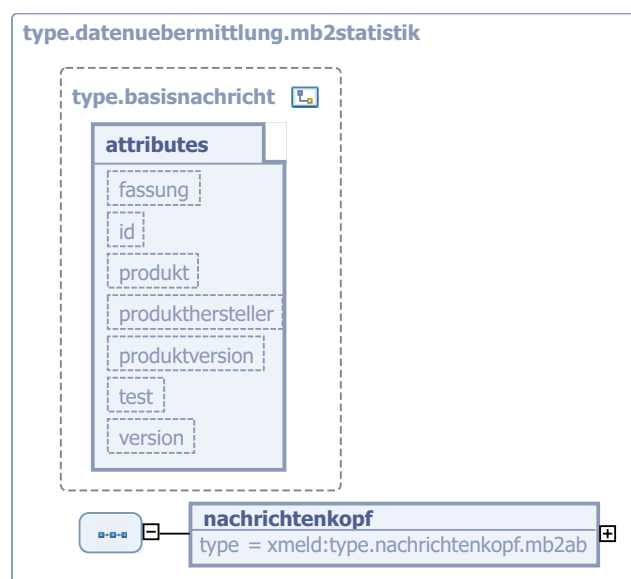 type.datenuebermittlung.mb2statistik
type.basisnachricht
attributes
fassung
id
produkt
produkthersteller
produktversion
test
version
nachrichtenkopf
type = xmeld:type.nachrichtenkopf.mb2ab